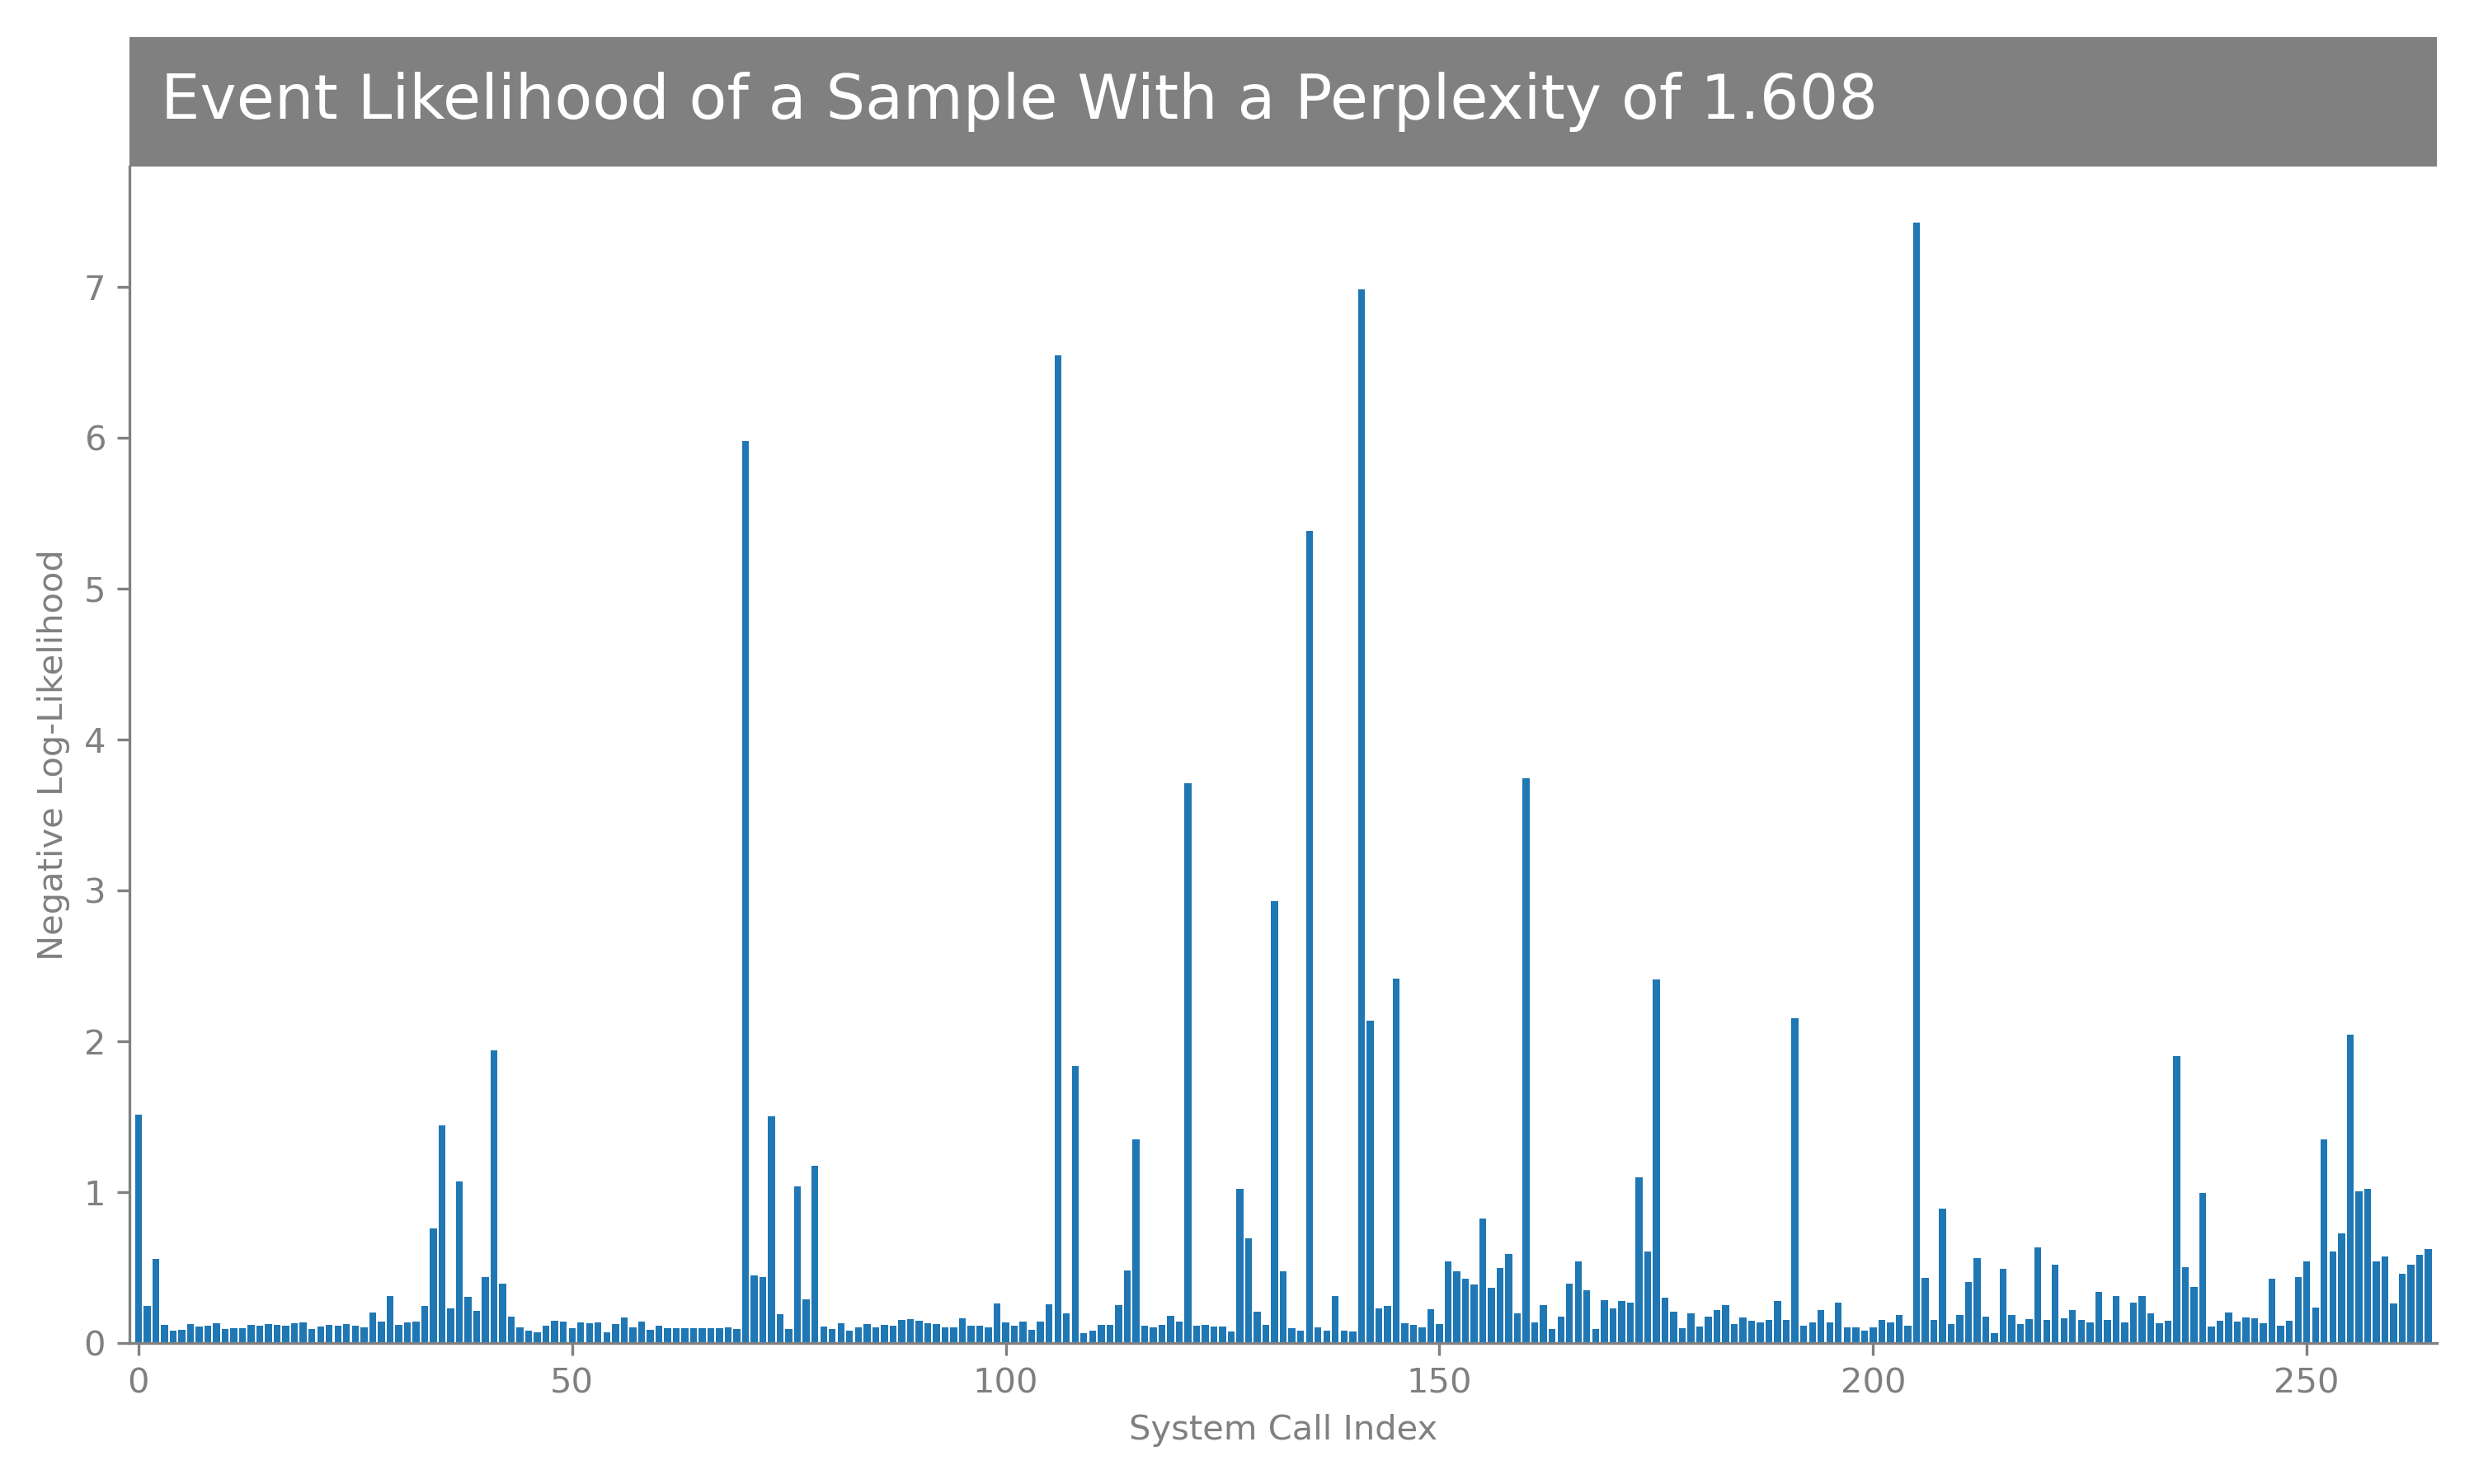 Event Likelihood of a Sample With a Perplexity of 1.608
Negative Log-Likelihood
7
6
5
4
3
2
1
0
0 50 100 150 200 250
System Call Index